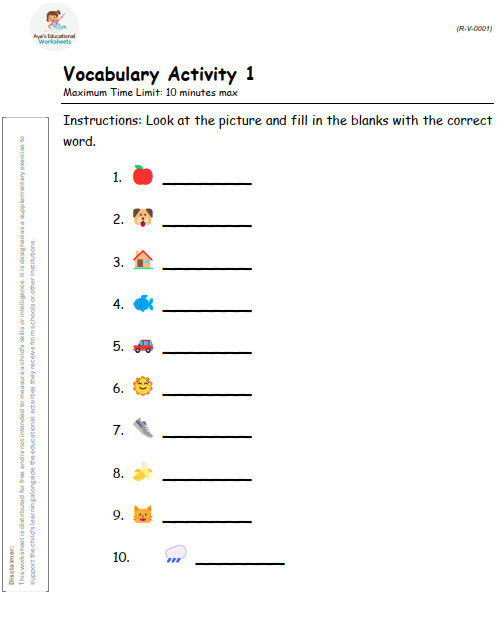 Aya's Educational
Worksheets
(R-V-0001)
Vocabulary Activity 1
Maximum Time Limit: 10 minutes max
Instructions: Look at the picture and fill in the blanks with the correct
word.
1. __________
2. __________
3. __________
4. __________
5. __________
6. __________
7. __________
8. __________
9. __________
10. __________
Disclaimer:
This worksheet is distributed for free and is not intended to measure a child's skills or intelligence. It is designed as a supplementary exercise to
support the child's learning alongside the educational activities they receive from schools or other institutions.